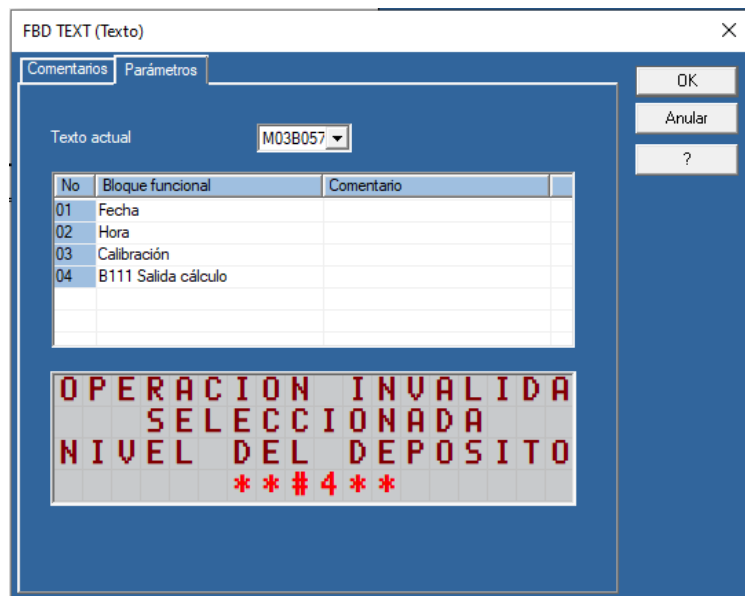 FBD TEXT (Texto)
Comentarios Parámetros
OK
Anular
?
Texto actual M03B057
No Bloque funcional Comentario
01 Fecha
02 Hora
03 Calibración
04 B111 Salida cálculo
OPERACION INVALIDA
SELECCIONADA
NIVEL DEL DEPOSITO
**#4**